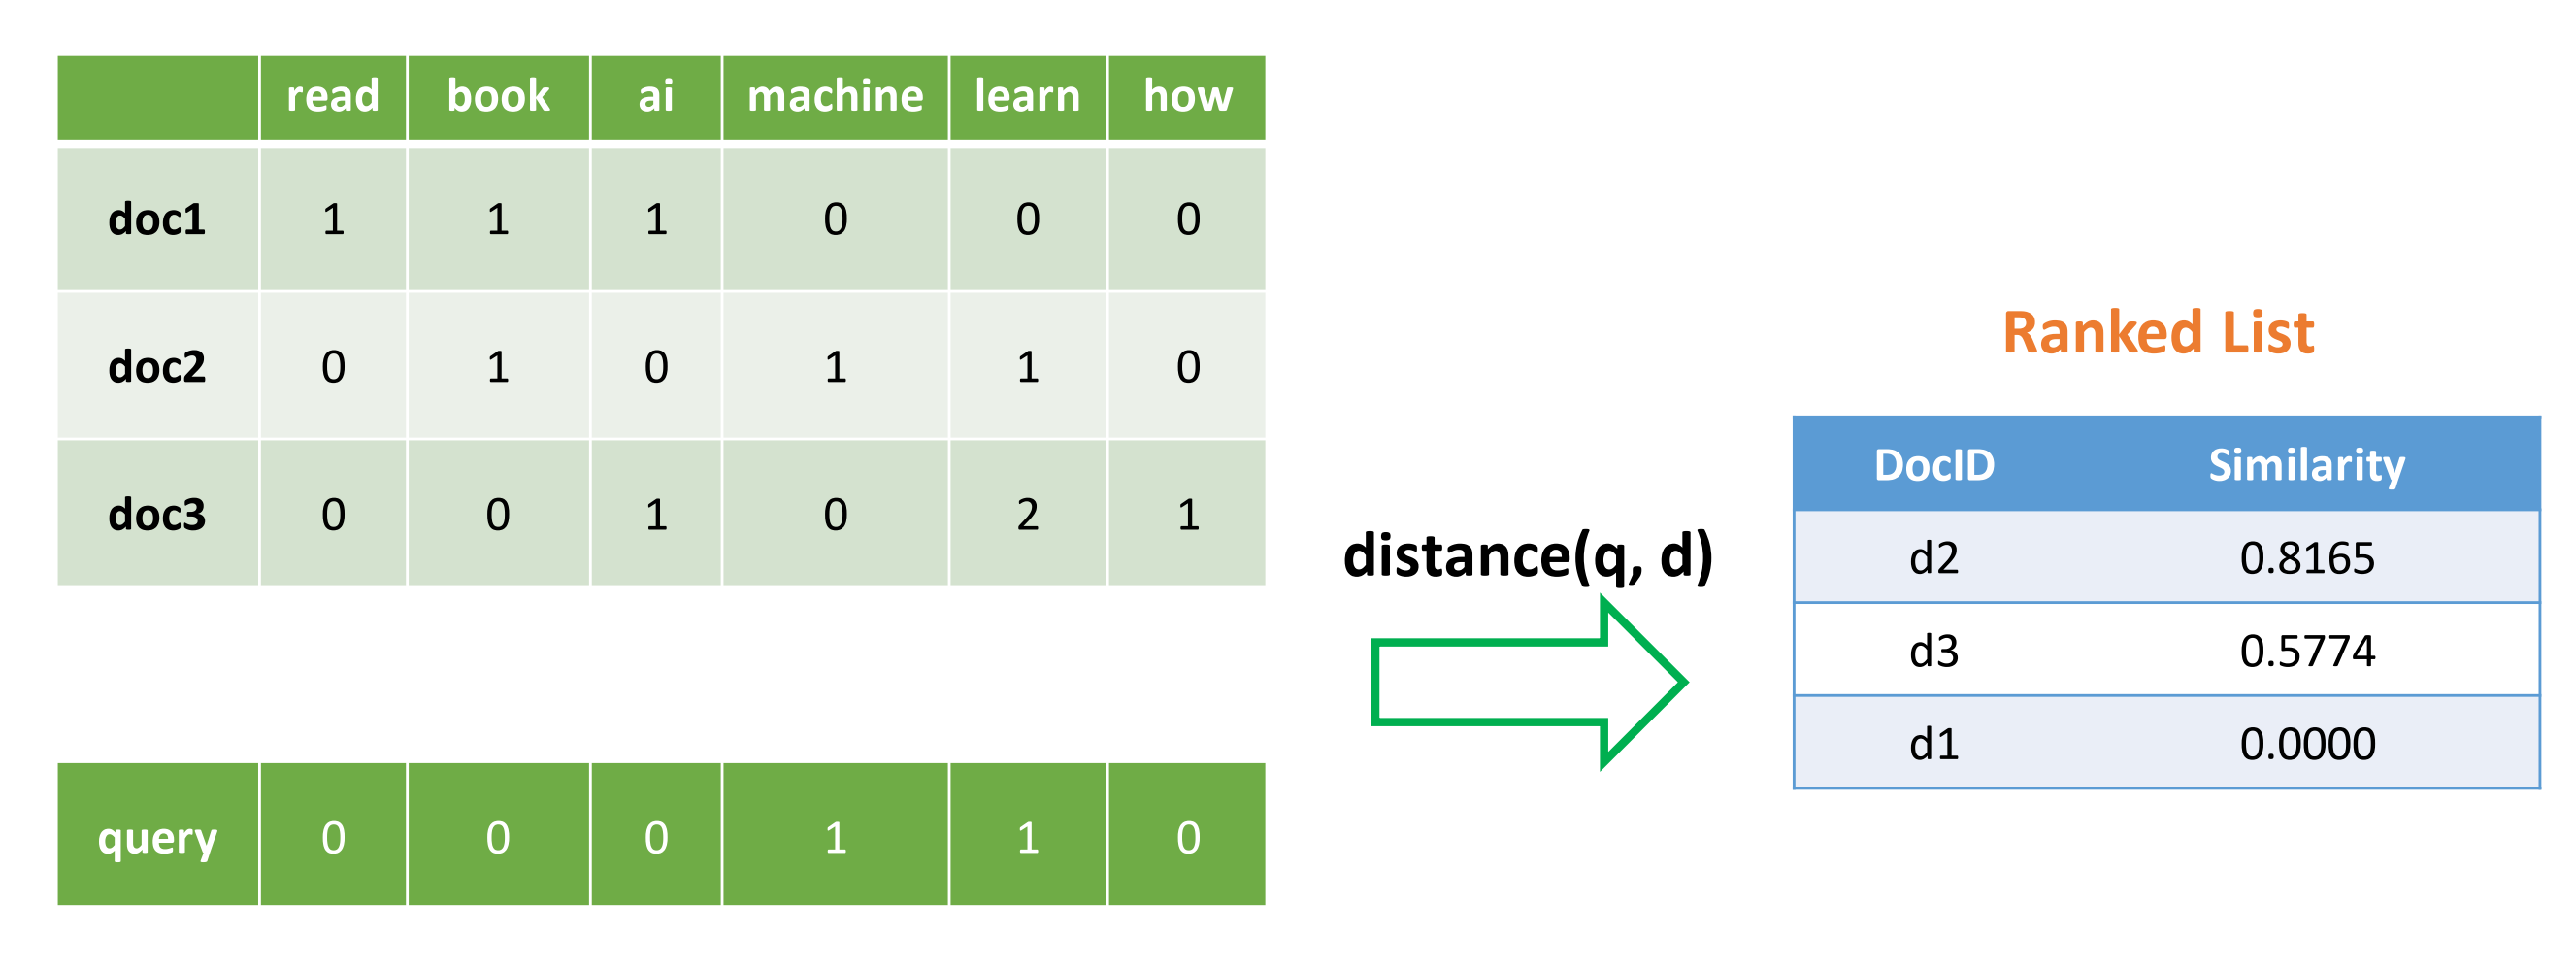 read book ai machine learn how
doc1 1 1 1 0 0 0
doc2 0 1 0 1 1 0
doc3 0 0 1 0 2 1
query 0 0 0 1 1 0
distance(q, d)
Ranked List
DocID Similarity
d2 0.8165
d3 0.5774
d1 0.0000